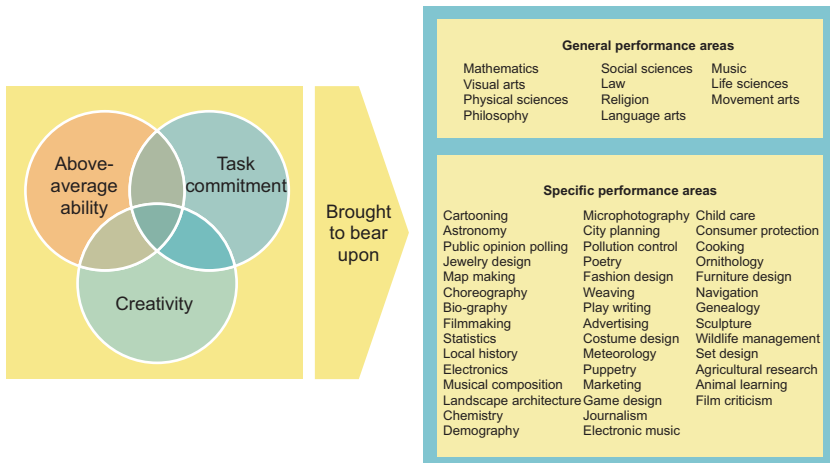 Above-
average
ability
Task
commitment
Creativity
Brought
to bear
upon
General performance areas
Mathematics
Visual arts
Physical sciences
Philosophy
Social sciences
Law
Religion
Language arts
Music
Life sciences
Movement arts
Specific performance areas
Cartooning
Astronomy
Public opinion polling
Jewelry design
Map making
Choreography
Bio-graphy
Filmmaking
Statistics
Local history
Electronics
Musical composition
Landscape architecture
Chemistry
Demography
Microphotography
City planning
Pollution control
Poetry
Fashion design
Weaving
Play writing
Advertising
Costume design
Meteorology
Puppetry
Marketing
Game design
Journalism
Electronic music
Child care
Consumer protection
Cooking
Ornithology
Furniture design
Navigation
Genealogy
Sculpture
Wildlife management
Set design
Agricultural research
Animal learning
Film criticism